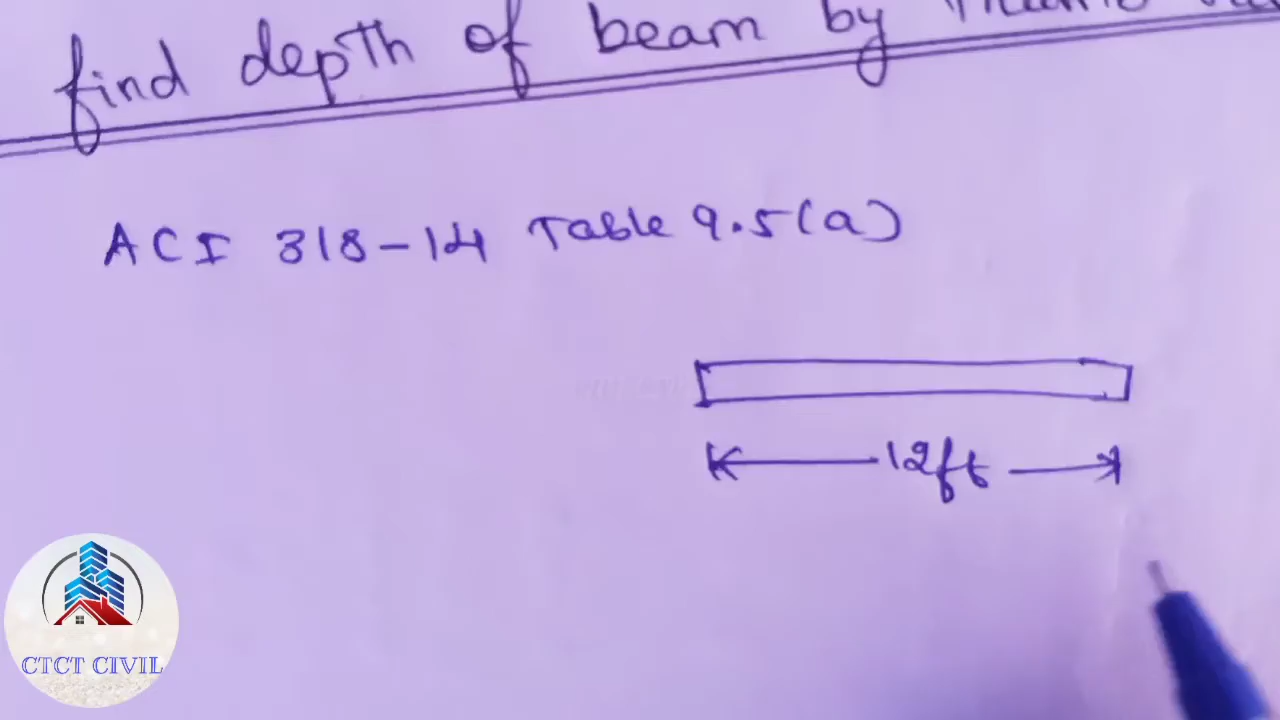 find depth of beam by
ACI 318-14 Table 9.5(a)
12ft
CTCT CIVIL